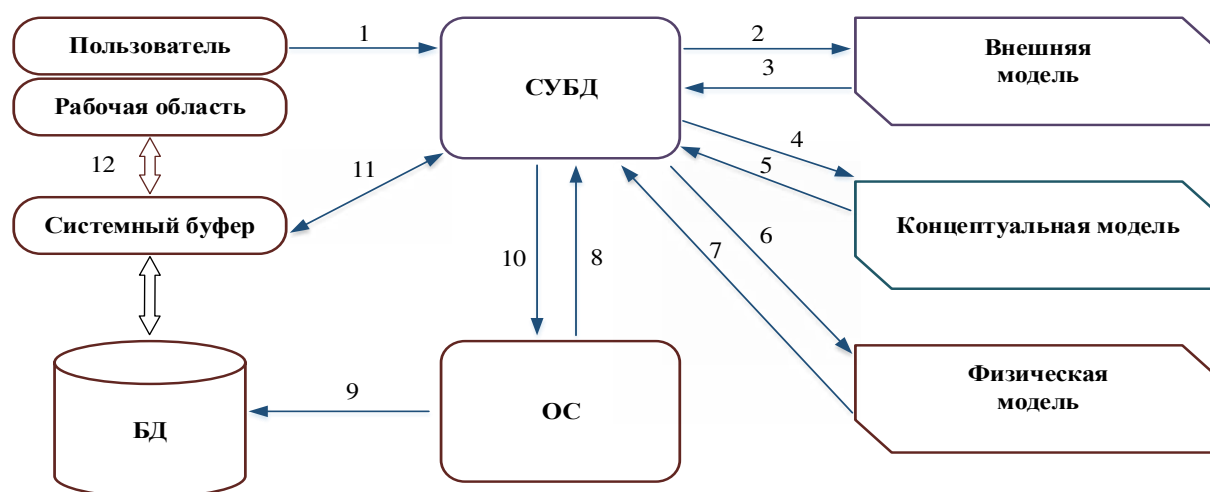 Пользователь
1
СУБД
2
3
Внешняя
модель
Рабочая область
4
5
12
11
Системный буфер
Концептуальная модель
10
8
7
6
9
БД
ОС
Физическая
модель